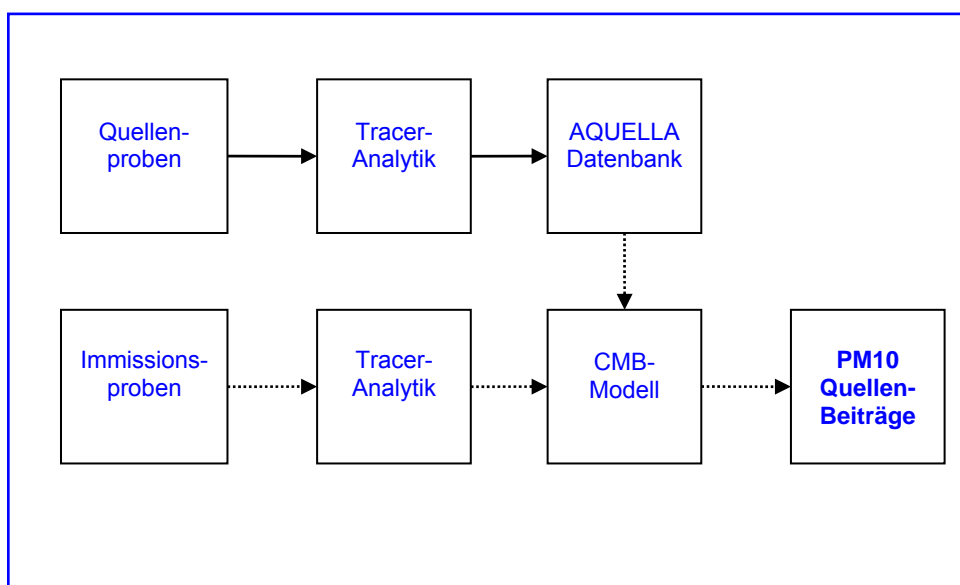 Quellen-
proben
Tracer-
Analytik
AQUELLA
Datenbank
Immissions-
proben
Tracer-
Analytik
CMB-
Modell
PM10
Quellen-
Beiträge